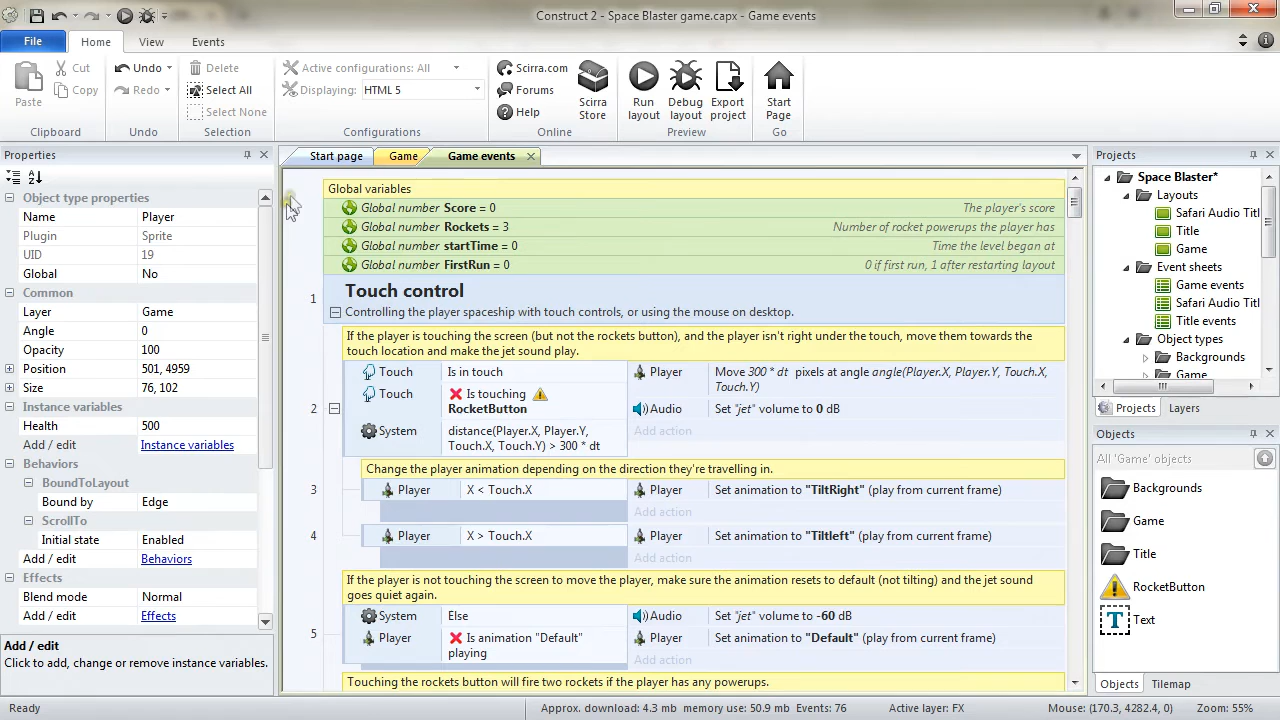 Construct 2 - Space Blaster game.capx - Game events
File
Home
View
Events
Paste
Cut
Copy
Clipboard
Undo
Redo
Undo
Delete
Select All
Select None
Selection
Active configurations: All
Displaying: HTML 5
Configurations
Scirra.com
Forums
Help
Scirra Store
Online
Run layout
Debug layout
Export project
Preview
Start Page
Go
Properties
Object type properties
Name Player
Plugin Sprite
UID 19
Global No
Common
Layer Game
Angle 0
Opacity 100
Position 501, 4959
Size 76, 102
Instance variables
Health 500
Add / edit Instance variables
Behaviors
BoundToLayout
Bound by Edge
ScrollTo
Initial state Enabled
Add / edit Behaviors
Effects
Blend mode Normal
Add / edit Effects
Add / edit
Click to add, change or remove instance variables.
Start page
Game
Game events
Global variables
Global number Score = 0 The player's score
Global number Rockets = 3 Number of rocket powerups the player has
Global number startTime = 0 Time the level began at
Global number FirstRun = 0 0 if first run, 1 after restarting layout
1 Touch control
Controlling the player spaceship with touch controls, or using the mouse on desktop.
If the player is touching the screen (but not the rockets button), and the player isn't right under the touch, move them towards the
touch location and make the jet sound play.
2
Touch Is in touch
Touch Is touching
RocketButton
System distance(Player.X, Player.Y,
Touch.X, Touch.Y) > 300 * dt
Player Move 300 * dt pixels at angle angle(Player.X, Player.Y, Touch.X,
Touch.Y)
Audio Set "jet" volume to 0 dB
Add action
Change the player animation depending on the direction they're travelling in.
3 Player X < Touch.X Player Set animation to "TiltRight" (play from current frame)
Add action
4 Player X > Touch.X Player Set animation to "Tiltleft" (play from current frame)
Add action
If the player is not touching the screen to move the player, make sure the animation resets to default (not tilting) and the jet sound
goes quiet again.
5
System Else Audio Set "jet" volume to -60 dB
Player Is animation "Default"
playing
Player Set animation to "Default" (play from current frame)
Add action
Touching the rockets button will fire two rockets if the player has any powerups.
Projects
Space Blaster*
Layouts
Safari Audio Titl
Title
Game
Event sheets
Game events
Safari Audio Titl
Title events
Object types
Backgrounds
Game
Projects
Layers
Objects
All 'Game' objects
Backgrounds
Game
Title
RocketButton
T Text
Objects
Tilemap
Ready
Approx. download: 4.3 mb
memory use: 50.9 mb
Events: 76
Active layer: FX
Mouse: (170.3, 4282.4, 0)
Zoom: 55%